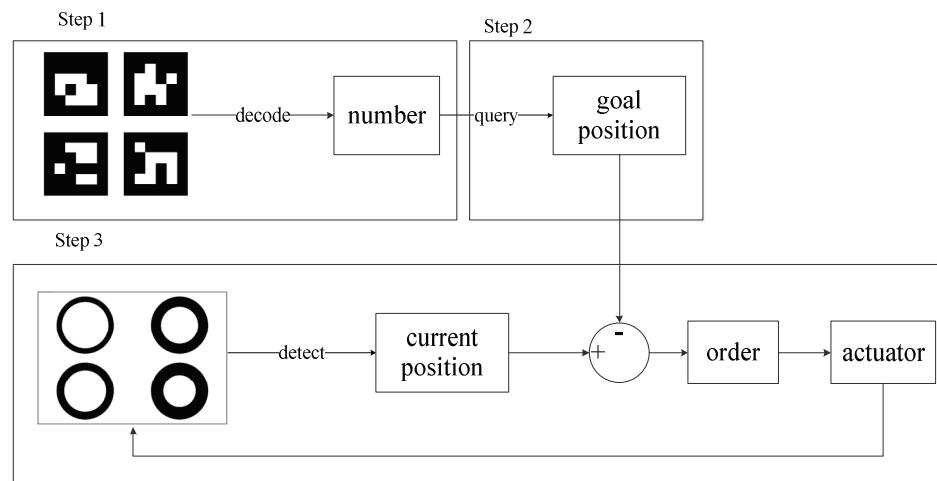 Step 1
Step 2
decode
number
query
goal
position
Step 3
detect
current
position
+
-
order
actuator